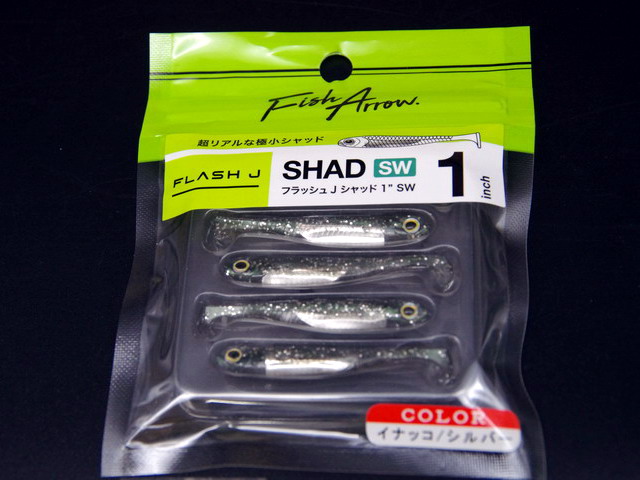 Fish Arrow.
超リアルな極小シャッド
FLASH J
SHAD SW
フラッシュ J シャッド 1" SW
1
inch
COLOR
イナッコ/シルバー